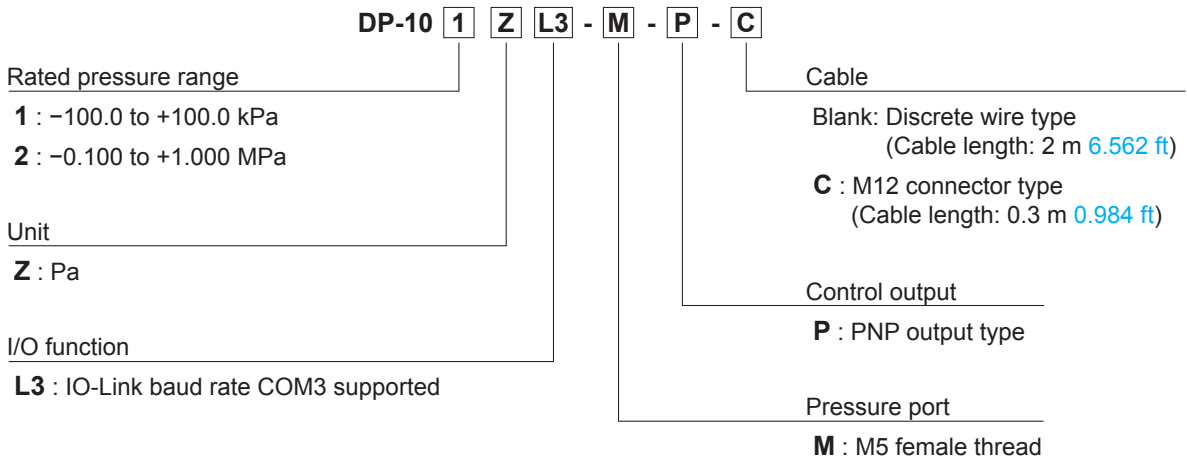 DP-10 1 Z L3 - M - P - C
Rated pressure range
1 : −100.0 to +100.0 kPa
2 : −0.100 to +1.000 MPa
Unit
Z : Pa
I/O function
L3 : IO-Link baud rate COM3 supported
Cable
Blank: Discrete wire type
(Cable length: 2 m 6.562 ft)
C : M12 connector type
(Cable length: 0.3 m 0.984 ft)
Control output
P : PNP output type
Pressure port
M : M5 female thread